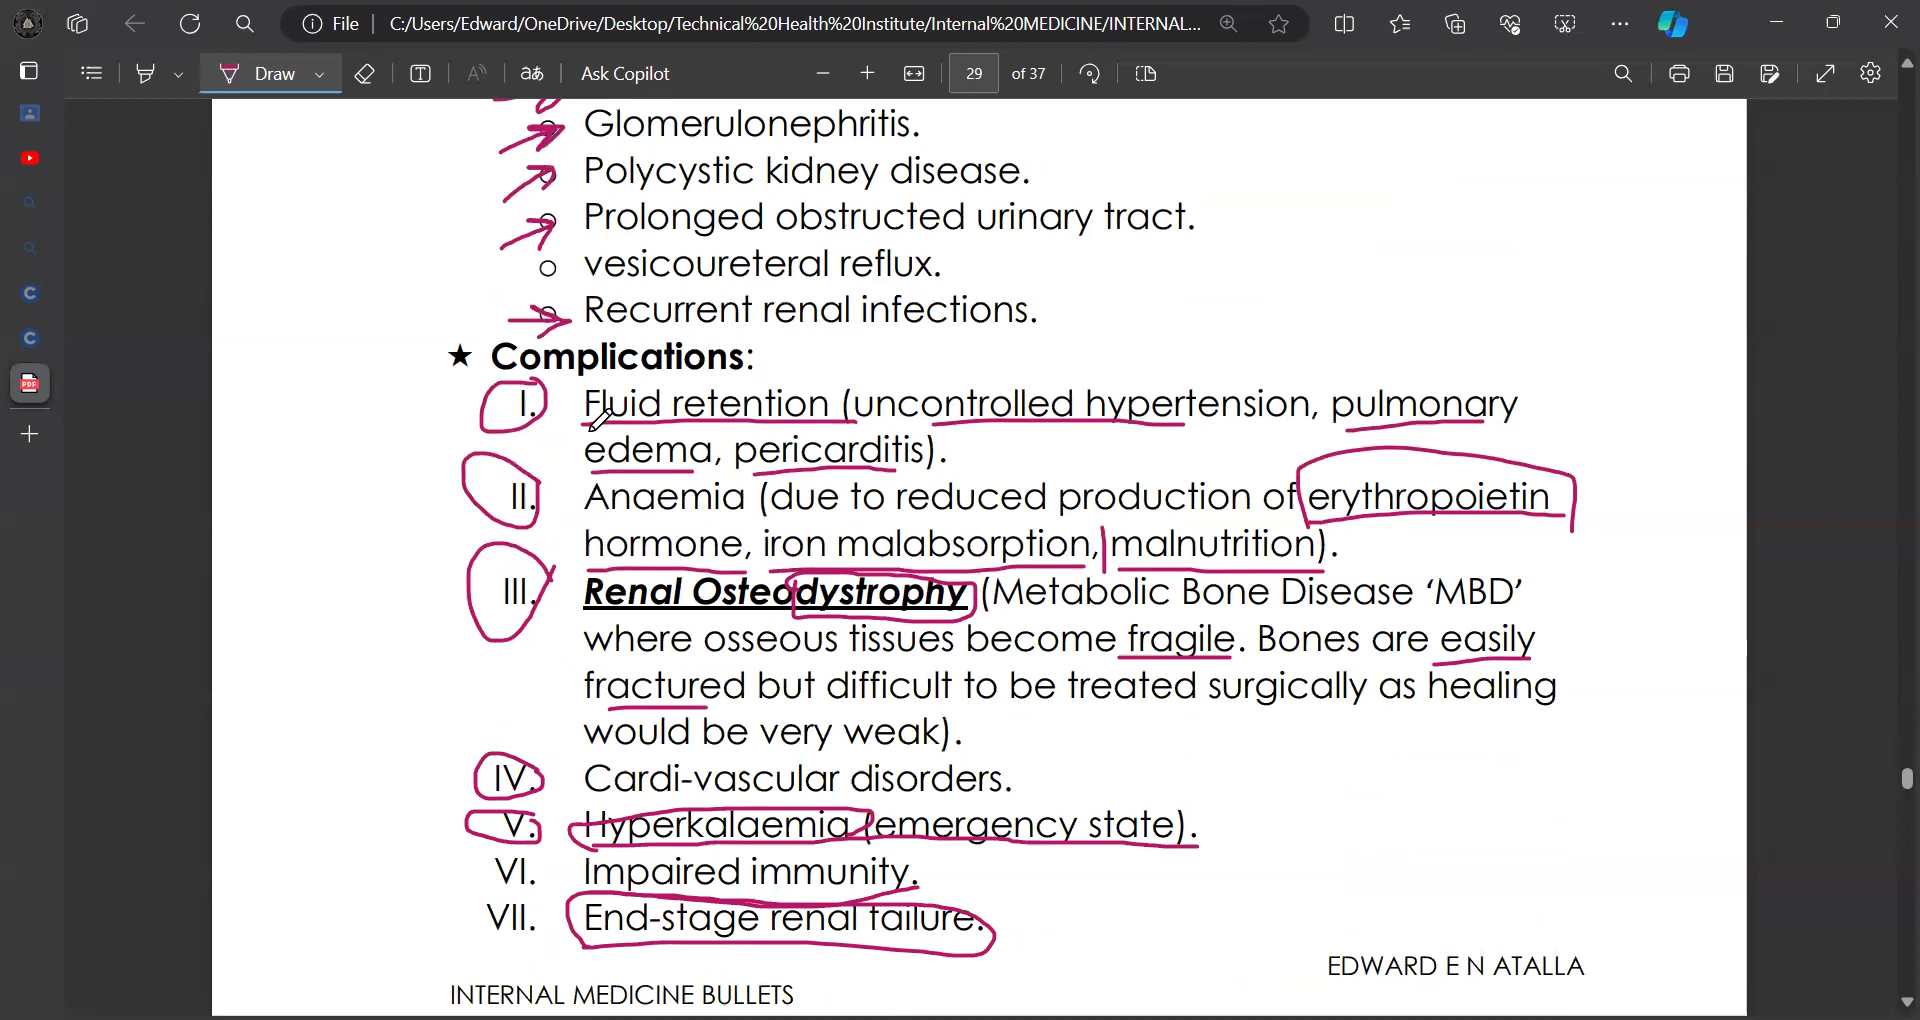 File
C:/Users/Edward/OneDrive/Desktop/Technical%20Health%20Institute/Internal%20MEDICINE/INTERNAL...
Draw
Ask Copilot
29
of 37
Glomerulonephritis.
Polycystic kidney disease.
Prolonged obstructed urinary tract.
vesicoureteral reflux.
Recurrent renal infections.
★ Complications:
I. Fluid retention (uncontrolled hypertension, pulmonary
edema, pericarditis).
II. Anaemia (due to reduced production of erythropoietin
hormone, iron malabsorption, malnutrition).
III. Renal Osteodystrophy (Metabolic Bone Disease ‘MBD’
where osseous tissues become fragile. Bones are easily
fractured but difficult to be treated surgically as healing
would be very weak).
IV. Cardi-vascular disorders.
V. Hyperkalaemia (emergency state).
VI. Impaired immunity.
VII. End-stage renal failure.
EDWARD E N ATALLA
INTERNAL MEDICINE BULLETS